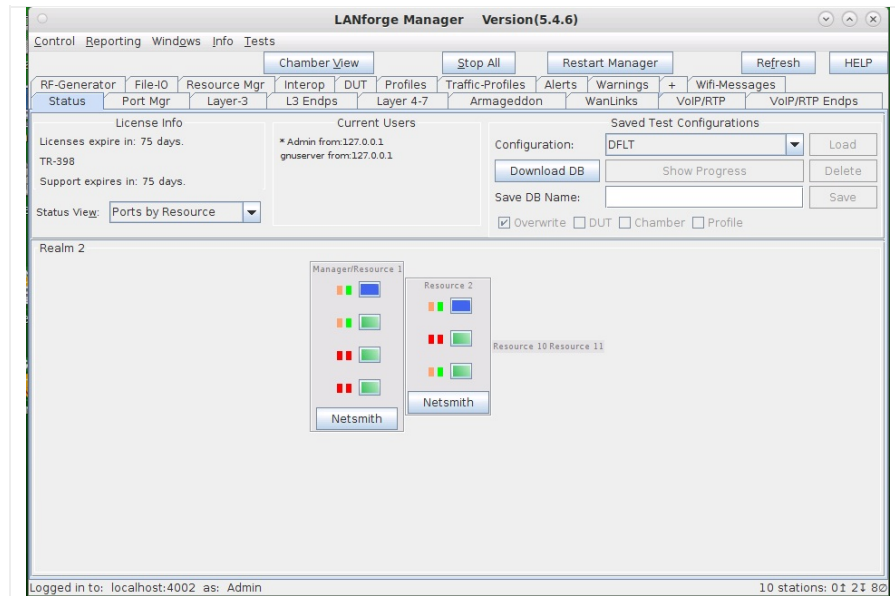 LANforge Manager Version(5.4.6)
Control Reporting Windows Info Tests
Chamber View Stop All Restart Manager Refresh HELP
RF-Generator File-IO Resource Mgr Interop DUT Profiles Traffic-Profiles Alerts Warnings + Wifi-Messages
Status Port Mgr Layer-3 L3 Endps Layer 4-7 Armageddon WanLinks VoIP/RTP VoIP/RTP Endps
License Info
Licenses expire in: 75 days.
TR-398
Support expires in: 75 days.
Status View: Ports by Resource
Current Users
* Admin from:127.0.0.1
gnuserver from:127.0.0.1
Saved Test Configurations
Configuration: DFLT Load
Download DB Show Progress Delete
Save DB Name: Save
Overwrite DUT Chamber Profile
Realm 2
Manager/Resource 1
Netsmith
Resource 2
Netsmith
Resource 10 Resource 11
Logged in to: localhost:4002 as: Admin
10 stations: 0↥ 2↧ 8∅